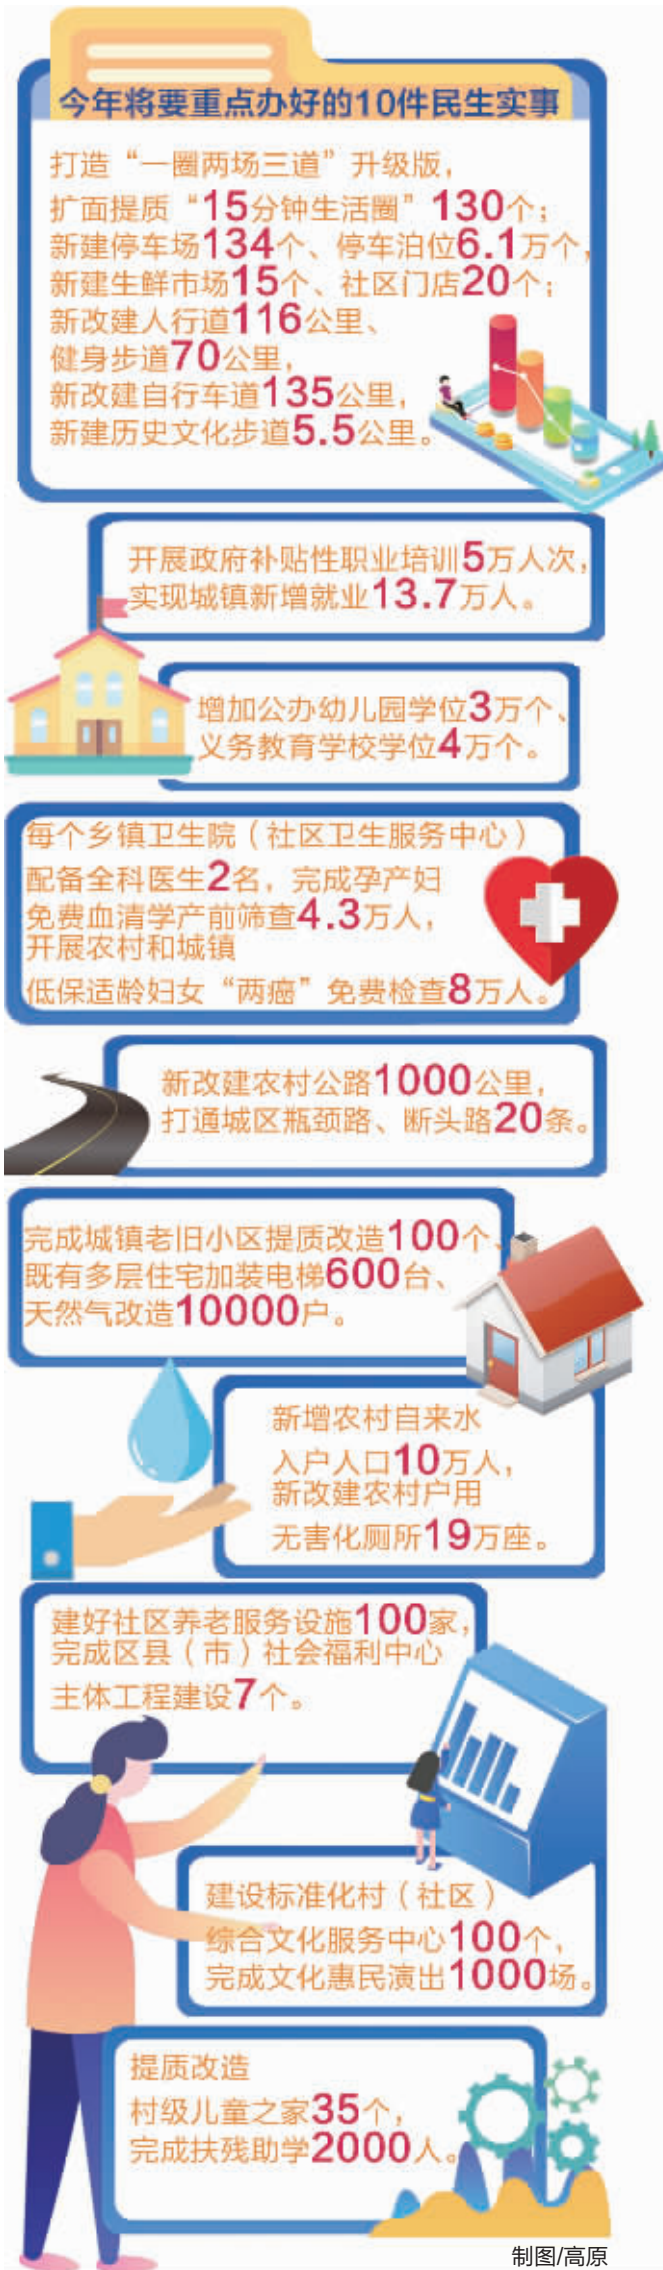 今年将要重点办好的10件民生实事
打造“一圈两场三道”升级版，
扩面提质“15分钟生活圈”130个；
新建停车场134个、停车泊位6.1万个，
新建生鲜市场15个、社区门店20个；
新改建人行道116公里、
健身步道70公里，
新改建自行车道135公里，
新建历史文化步道5.5公里。
开展政府补贴性职业培训5万人次，
实现城镇新增就业13.7万人。
增加公办幼儿园学位3万个、
义务教育学校学位4万个。
每个乡镇卫生院（社区卫生服务中心）
配备全科医生2名，完成孕产妇
免费血清学产前筛查4.3万人，
开展农村和城镇
低保适龄妇女“两癌”免费检查8万人。
新改建农村公路1000公里，
打通城区瓶颈路、断头路20条。
完成城镇老旧小区提质改造100个、
既有多层住宅加装电梯600台、
天然气改造10000户。
新增农村自来水
入户人口10万人，
新改建农村户用
无害化厕所19万座。
建好社区养老服务设施100家，
完成区县（市）社会福利中心
主体工程建设7个。
建设标准化村（社区）
综合文化服务中心100个，
完成文化惠民演出1000场。
提质改造
村级儿童之家35个，
完成扶残助学2000人。
制图/高原